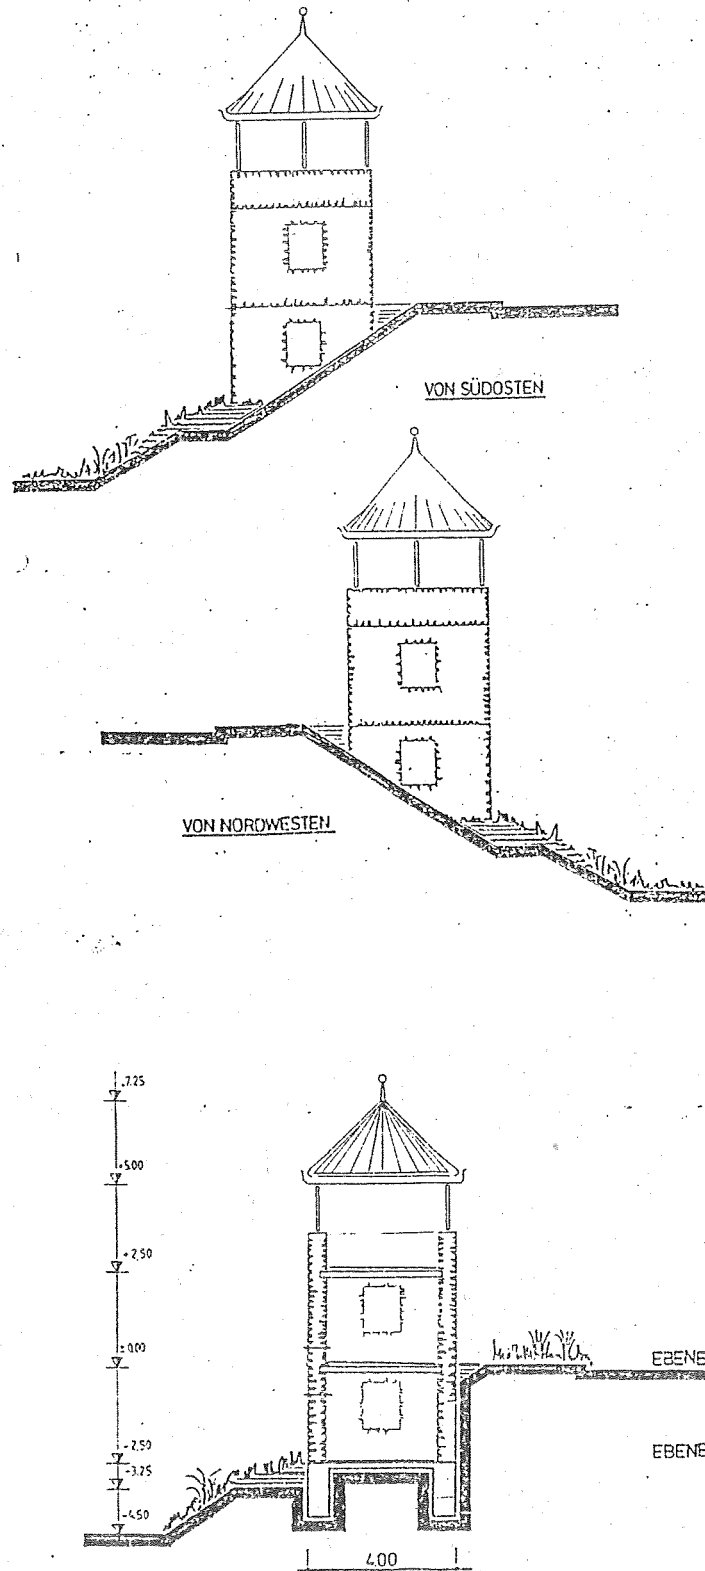 VON SÜDOSTEN
VON NORDWESTEN
+7.25
+5.00
+2,50
±0.00
EBENE
-2,50
EBENE
-3.25
-4.50
4.00